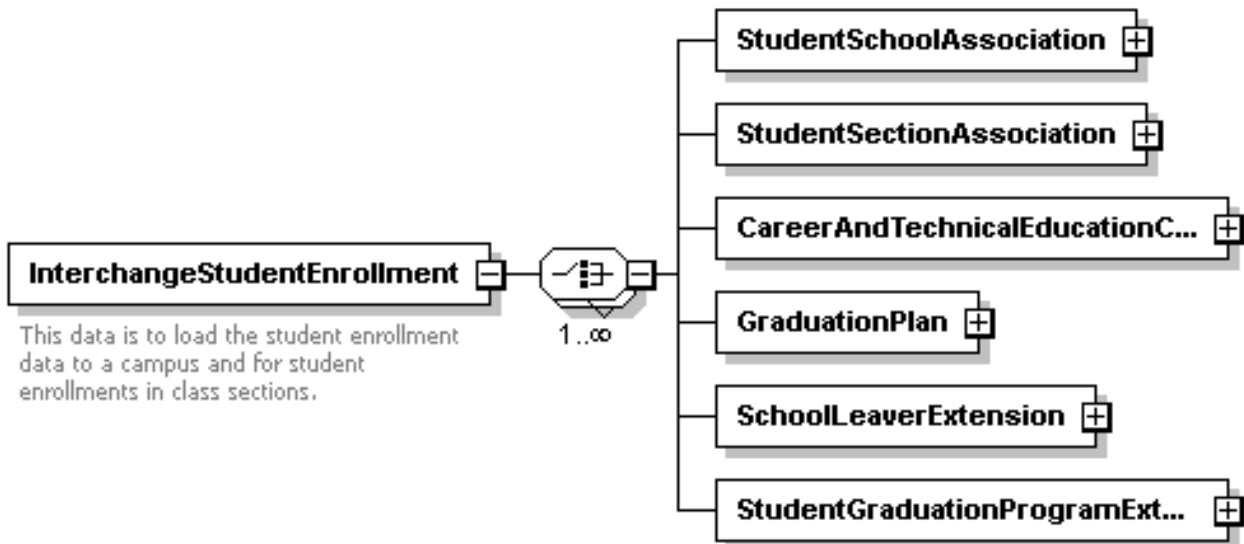 StudentSchoolAssociation
StudentSectionAssociation
CareerAndTechnicalEducationC...
InterchangeStudentEnrollment
This data is to load the student enrollment
data to a campus and for student
enrollments in class sections.
1..∞
GraduationPlan
SchoolLeaverExtension
StudentGraduationProgramExt...